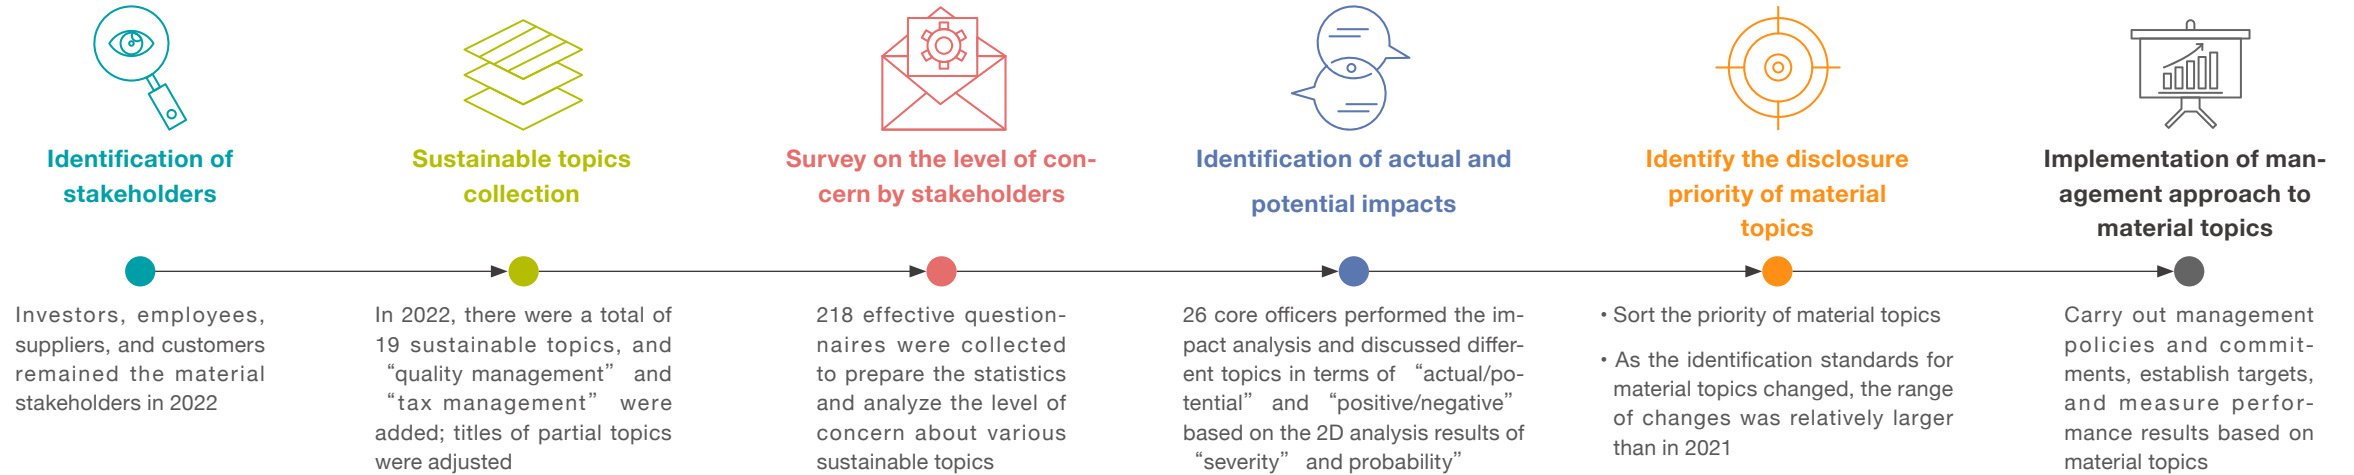 Identification of
stakeholders
Investors, employees,
suppliers, and customers
remained the material
stakeholders in 2022
Sustainable topics
collection
In 2022, there were a total of
19 sustainable topics, and
“quality management” and
“tax management” were
added; titles of partial topics
were adjusted
Survey on the level of con-
cern by stakeholders
218 effective question-
naires were collected
to prepare the statistics
and analyze the level of
concern about various
sustainable topics
Identification of actual and
potential impacts
26 core officers performed the im-
pact analysis and discussed differ-
ent topics in terms of “actual/po-
tential” and “positive/negative”
based on the 2D analysis results of
“severity” and probability”
Identify the disclosure
priority of material
topics
• Sort the priority of material topics
• As the identification standards for
material topics changed, the range
of changes was relatively larger
than in 2021
Implementation of man-
agement approach to
material topics
Carry out management
policies and commit-
ments, establish targets,
and measure perfor-
mance results based on
material topics